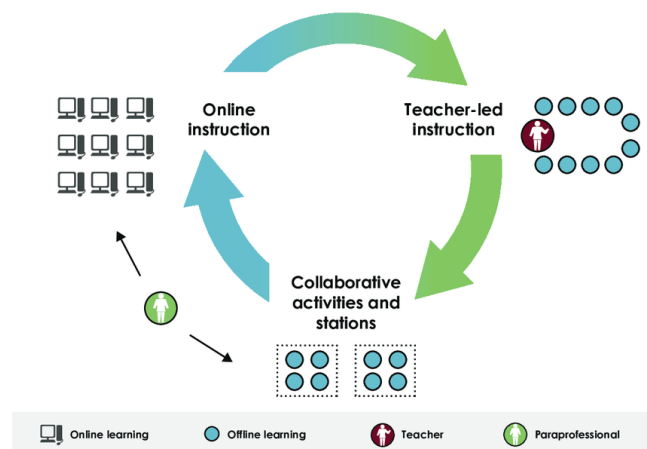 Online
instruction
Teacher-led
instruction
Collaborative
activities and
stations
Online learning
Offline learning
Teacher
Paraprofessional